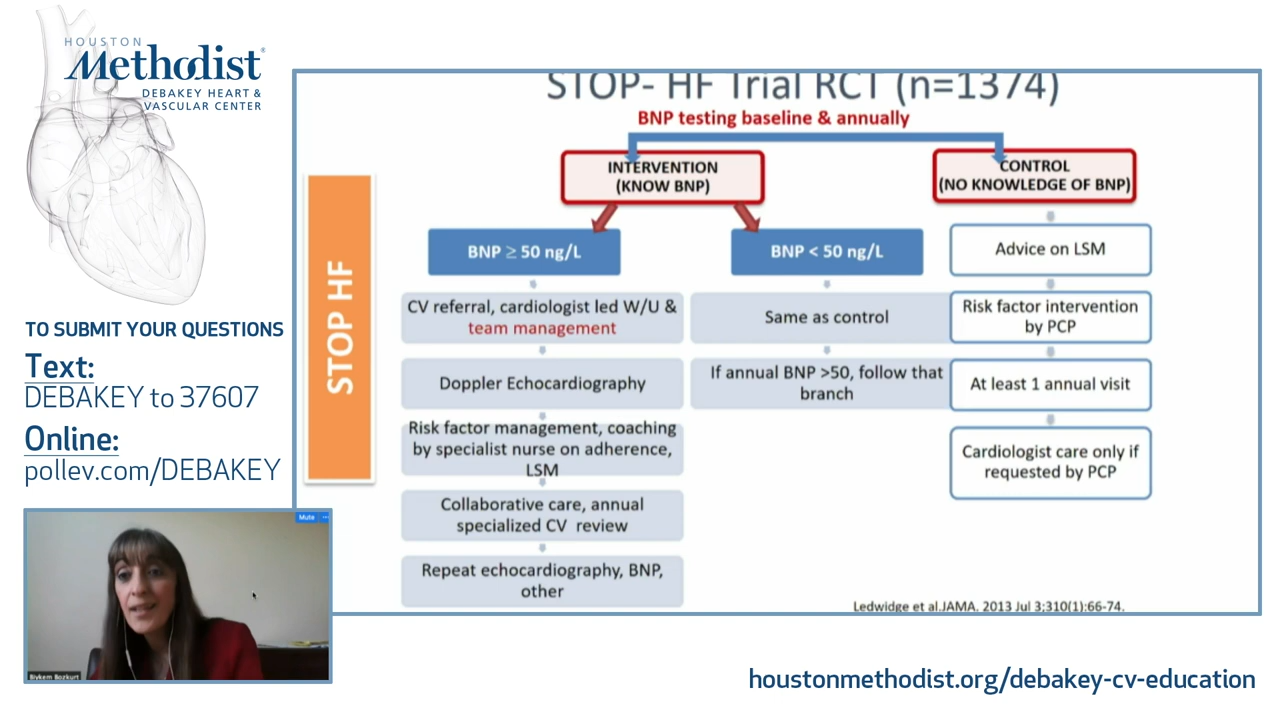 HOUSTON
Methodist®
DEBAKEY HEART &
VASCULAR CENTER
TO SUBMIT YOUR QUESTIONS
Text:
DEBAKEY to 37607
Online:
pollev.com/DEBAKEY
Mute
Biykem Bozkurt
STOP- HF Trial RCT (n=1374)
BNP testing baseline & annually
STOP HF
INTERVENTION
(KNOW BNP)
CONTROL
(NO KNOWLEDGE OF BNP)
BNP ≥ 50 ng/L
CV referral, cardiologist led W/U &
team management
Doppler Echocardiography
Risk factor management, coaching
by specialist nurse on adherence,
LSM
Collaborative care, annual
specialized CV review
Repeat echocardiography, BNP,
other
BNP < 50 ng/L
Same as control
If annual BNP >50, follow that
branch
Advice on LSM
Risk factor intervention
by PCP
At least 1 annual visit
Cardiologist care only if
requested by PCP
Ledwidge et al.JAMA. 2013 Jul 3;310(1):66-74.
houstonmethodist.org/debakey-cv-education